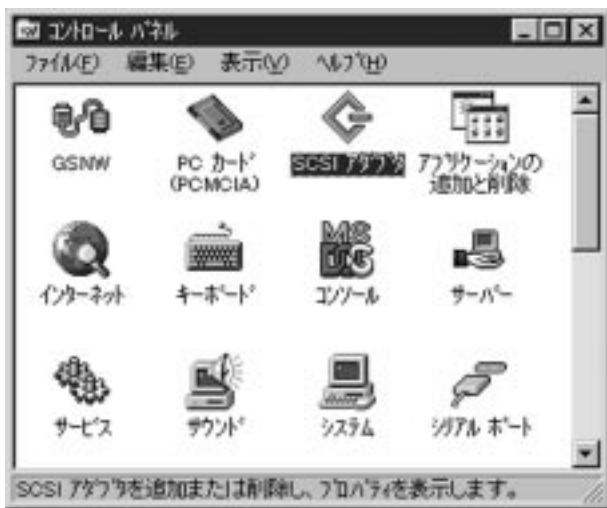 コントロール パネル
ファイル(F) 編集(E) 表示(V) ヘルプ(H)
GSNW
PC カード
(PCMCIA)
SCSI アダプタ
アプリケーションの
追加と削除
インターネット
キーボード
MS
DOS
コンソール
サーバー
サービス
サウンド
システム
シリアル ポート
SCSI アダプタを追加または削除し、プロパティを表示します。